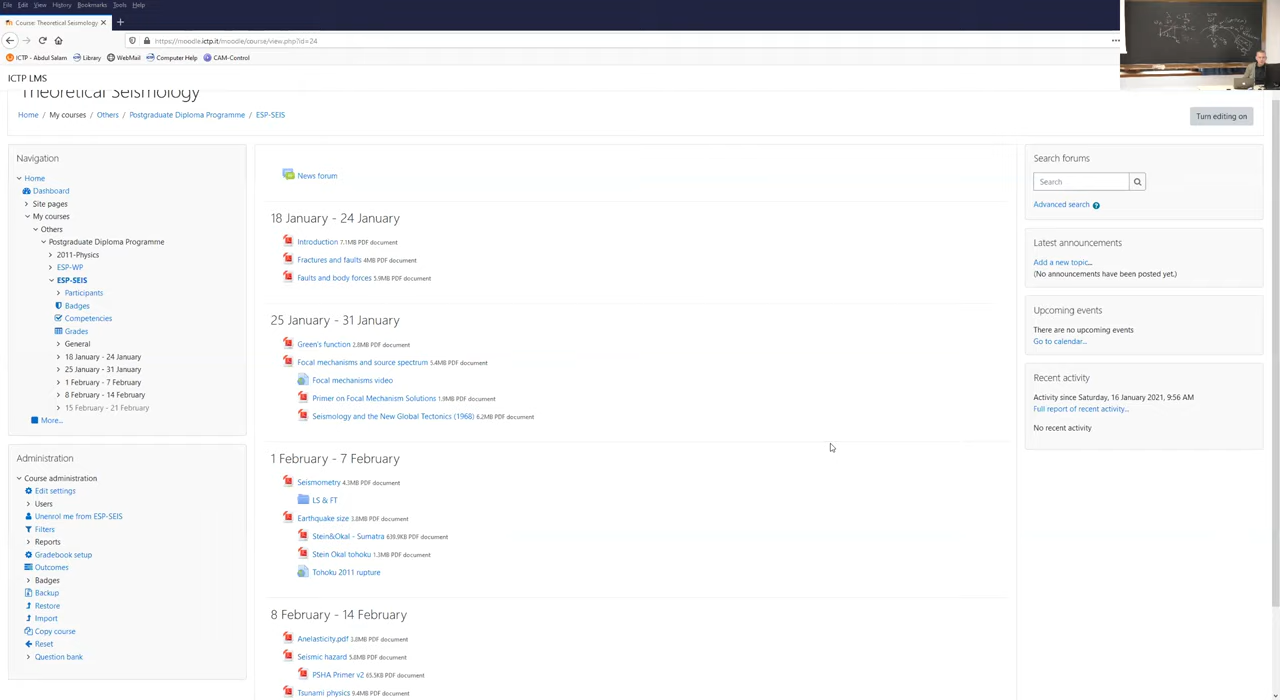 File Edit View History Bookmarks Tools Help
Course: Theoretical Seismology
https://moodle.ictp.it/moodle/course/view.php?id=24
ICTP - Abdul Salam Library WebMail Computer Help CAM-Control
ICTP LMS
Theoretical Seismology
Home / My courses / Others / Postgraduate Diploma Programme / ESP-SEIS
Turn editing on
Navigation
Home
Dashboard
Site pages
My courses
Others
Postgraduate Diploma Programme
2011-Physics
ESP-WP
ESP-SEIS
Participants
Badges
Competencies
Grades
General
18 January - 24 January
25 January - 31 January
1 February - 7 February
8 February - 14 February
15 February - 21 February
More...
Administration
Course administration
Edit settings
Users
Unenrol me from ESP-SEIS
Filters
Reports
Gradebook setup
Outcomes
Badges
Backup
Restore
Import
Copy course
Reset
Question bank
News forum
18 January - 24 January
Introduction 7.1MB PDF document
Fractures and faults 4MB PDF document
Faults and body forces 5.9MB PDF document
25 January - 31 January
Green's function 2.8MB PDF document
Focal mechanisms and source spectrum 5.4MB PDF document
Focal mechanisms video
Primer on Focal Mechanism Solutions 1.9MB PDF document
Seismology and the New Global Tectonics (1968) 6.2MB PDF document
1 February - 7 February
Seismometry 4.3MB PDF document
LS & FT
Earthquake size 3.8MB PDF document
Stein&Okal - Sumatra 639.9KB PDF document
Stein Okal tohoku 1.3MB PDF document
Tohoku 2011 rupture
8 February - 14 February
Anelasticity.pdf 3.8MB PDF document
Seismic hazard 5.8MB PDF document
PSHA Primer v2 65.5KB PDF document
Tsunami physics 9.4MB PDF document
Search forums
Search
Advanced search
Latest announcements
Add a new topic...
(No announcements have been posted yet.)
Upcoming events
There are no upcoming events
Go to calendar...
Recent activity
Activity since Saturday, 16 January 2021, 9:56 AM
Full report of recent activity...
No recent activity